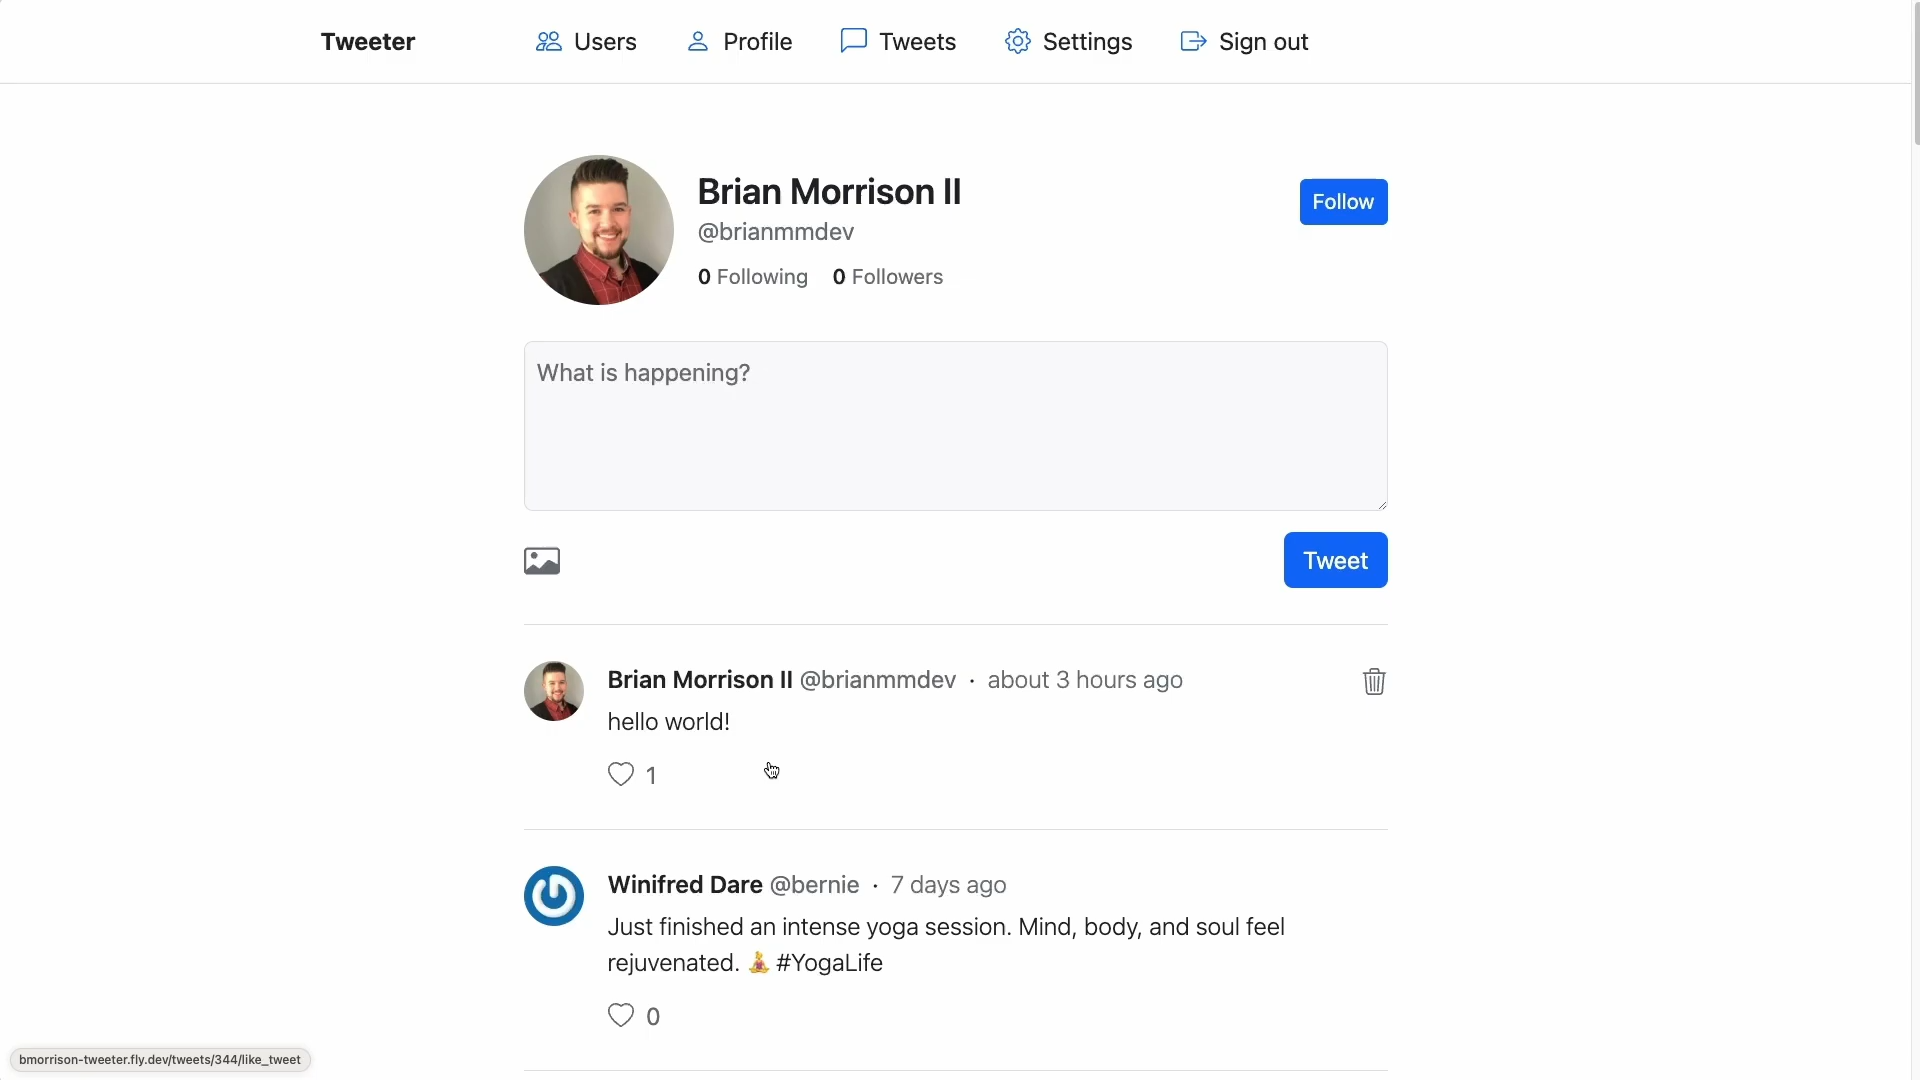 Tweeter Users Profile Tweets Settings Sign out
Brian Morrison II
Follow
@brianmmdev
0 Following 0 Followers
What is happening?
Tweet
Brian Morrison II @brianmmdev · about 3 hours ago
hello world!
1
Winifred Dare @bernie · 7 days ago
Just finished an intense yoga session. Mind, body, and soul feel
rejuvenated. 🧘 #YogaLife
0
bmorrison-tweeter.fly.dev/tweets/344/like_tweet